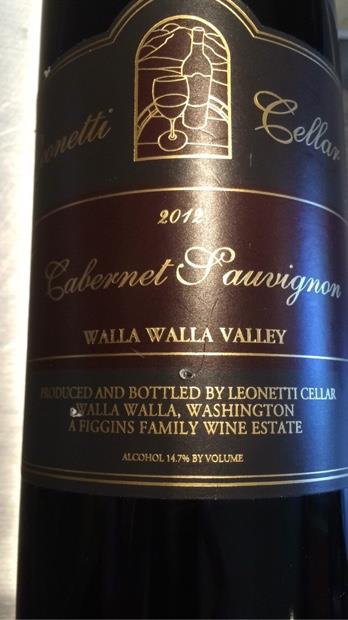 Leonetti Cellar
2012
Cabernet Sauvignon
WALLA WALLA VALLEY
PRODUCED AND BOTTLED BY LEONETTI CELLAR
WALLA WALLA, WASHINGTON
A FIGGINS FAMILY WINE ESTATE
ALCOHOL 14.7% BY VOLUME